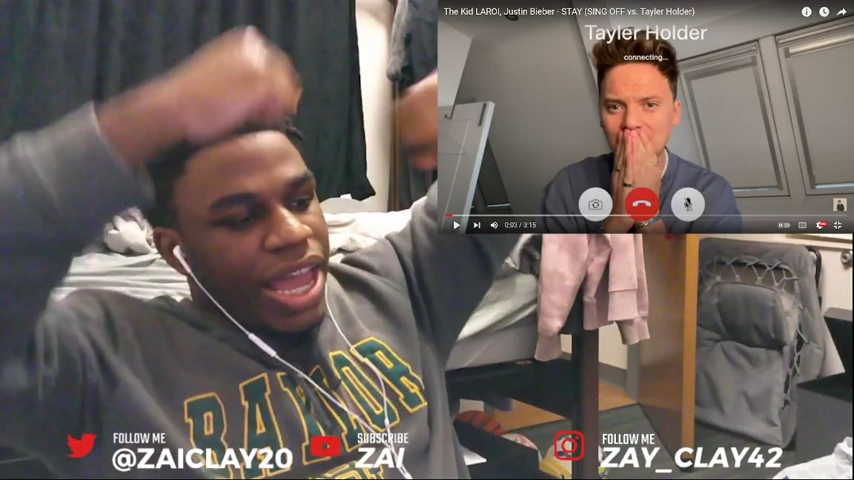 The Kid LAROI, Justin Bieber - STAY (SING OFF vs. Tayler Holder)
Tayler Holder
connecting...
0:03 / 3:15
BAYLOR
FOLLOW ME
@ZAICLAY20
SUBSCRIBE
ZAI
FOLLOW ME
ZAY_CLAY42